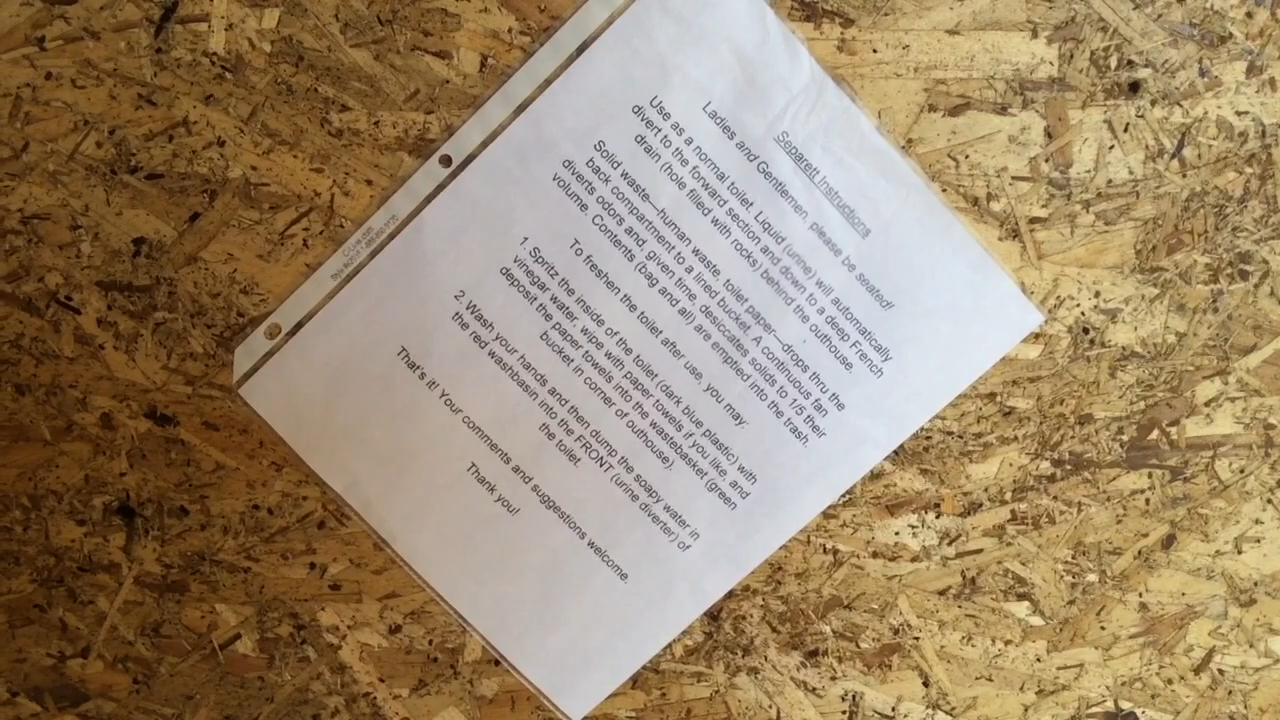 Separett Instructions
Ladies and Gentlemen, please be seated!
Use as a normal toilet. Liquid (urine) will automatically
divert to the forward section and down to a deep French
drain (hole filled with rocks) behind the outhouse.
Solid waste—human waste, toilet paper—drops thru the
back compartment to a lined bucket. A continuous fan
diverts odors and, given time, desiccates solids to 1/5 their
volume. Contents (bag and all) are emptied into the trash.
To freshen the toilet after use, you may:
1. Spritz the inside of the toilet (dark blue plastic) with
vinegar water, wipe with paper towels if you like, and
deposit the paper towels into the wastebasket (green
bucket in corner of outhouse).
2. Wash your hands and then dump the soapy water in
the red washbasin into the FRONT (urine diverter) of
the toilet.
That's it! Your comments and suggestions welcome.
Thank you!
C-Line.com